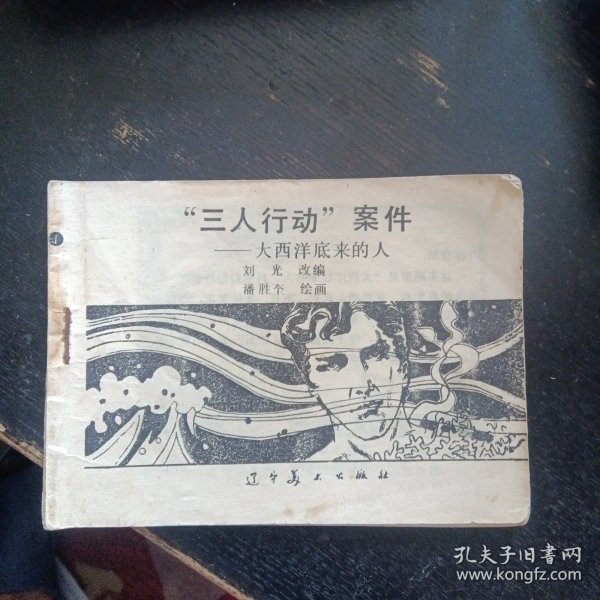 “三人行动”案件
——大西洋底来的人
刘光 改编
潘胜奎 绘画
辽宁美术出版社
孔夫子旧书网
www.kongfz.com